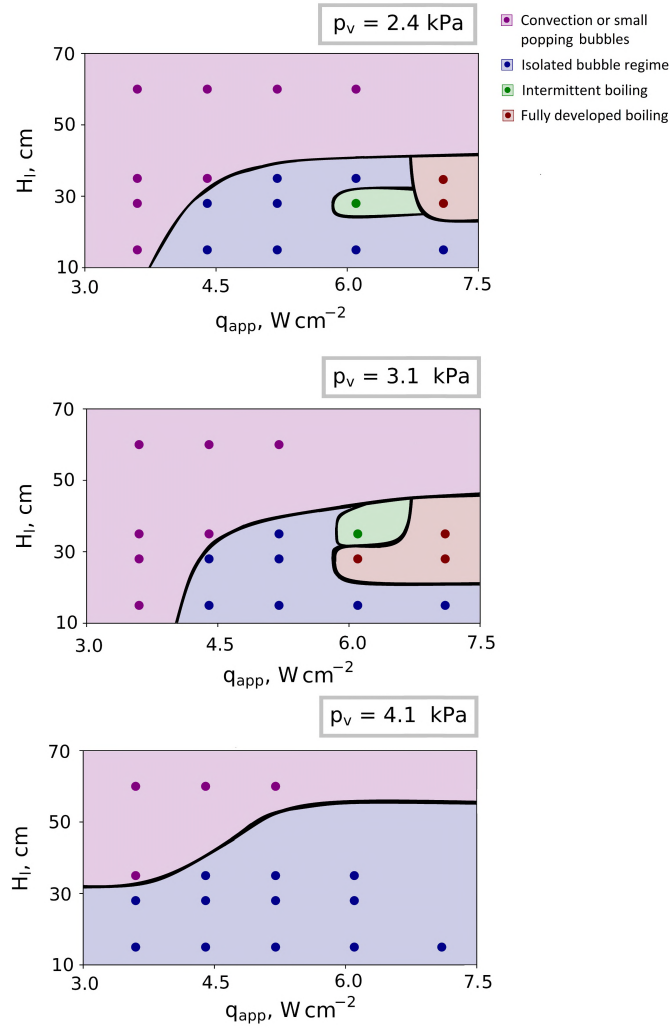 p_v = 2.4 kPa
Convection or small
popping bubbles
Isolated bubble regime
Intermittent boiling
Fully developed boiling
70
50
30
10
H_l, cm
3.0 4.5 6.0 7.5
q_app, W cm⁻²
p_v = 3.1 kPa
70
50
30
10
H_l, cm
3.0 4.5 6.0 7.5
q_app, W cm⁻²
p_v = 4.1 kPa
70
50
30
10
H_l, cm
3.0 4.5 6.0 7.5
q_app, W cm⁻²